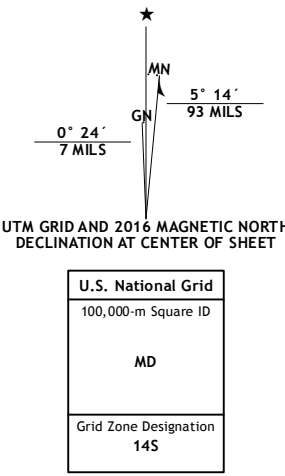 ★
MN
5° 14´
93 MILS
GN
0° 24´
7 MILS
UTM GRID AND 2016 MAGNETIC NORTH
DECLINATION AT CENTER OF SHEET
U.S. National Grid
100,000-m Square ID
MD
Grid Zone Designation
14S